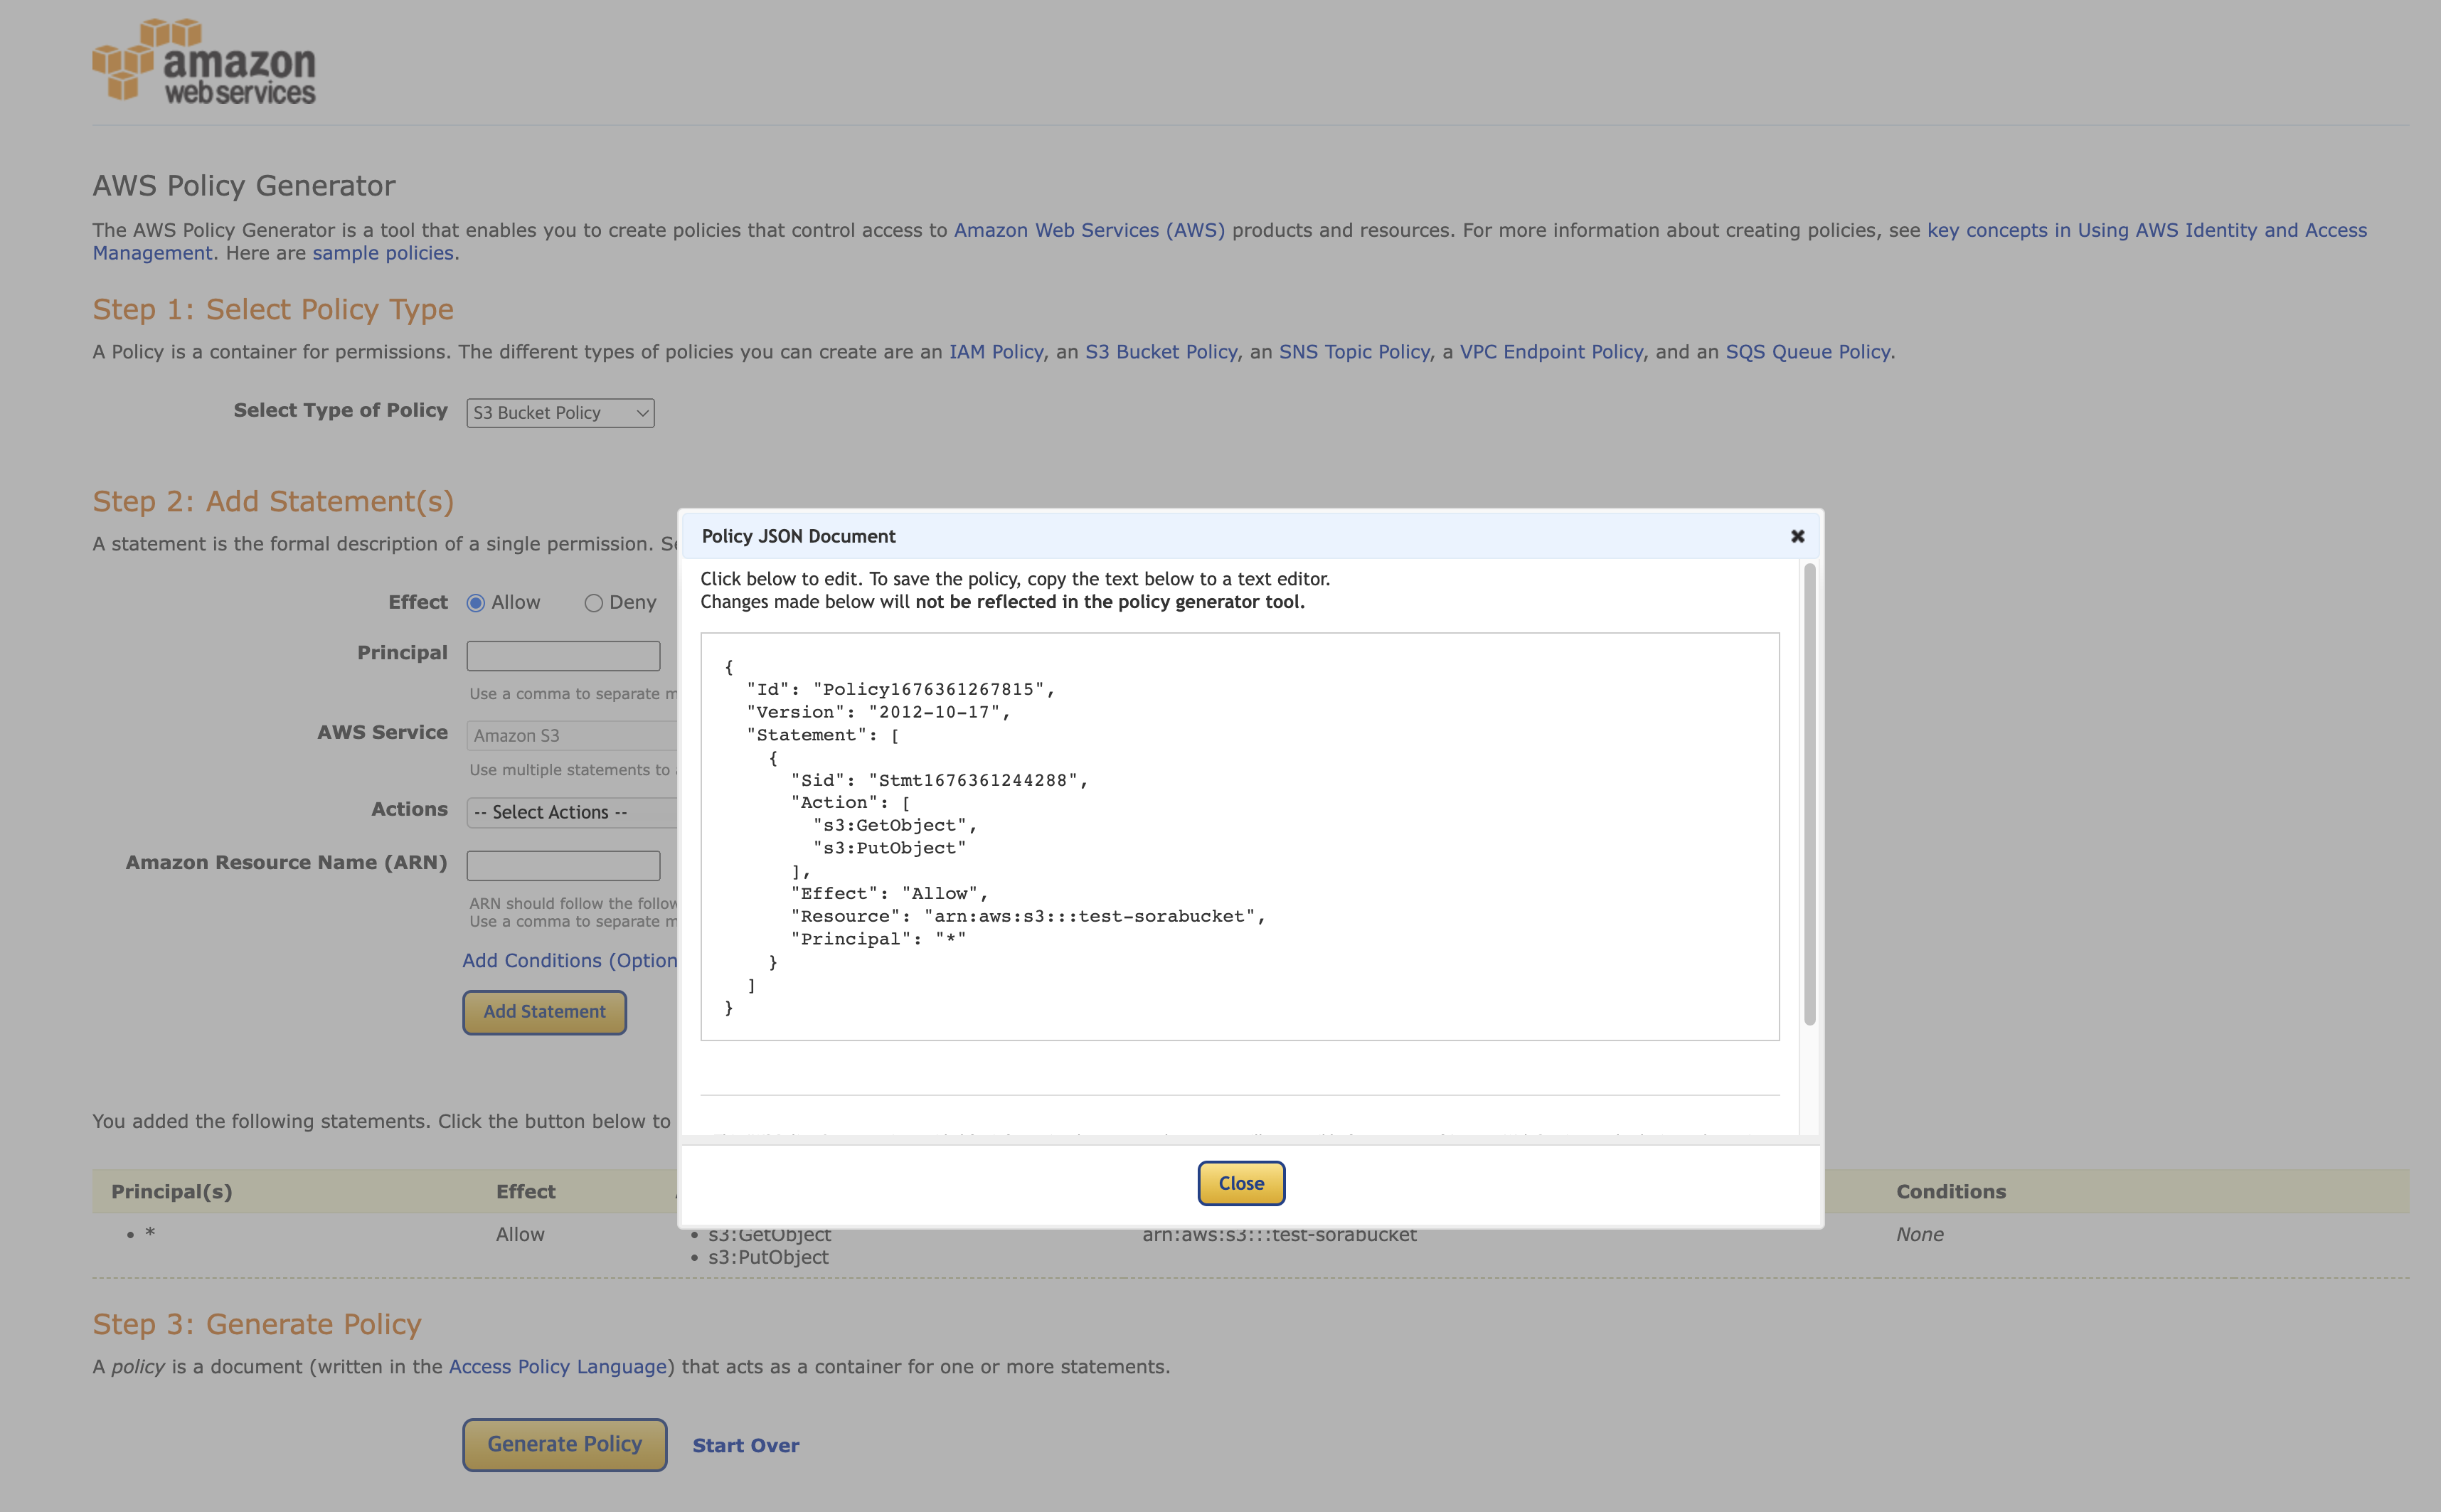 amazon
webservices
AWS Policy Generator
The AWS Policy Generator is a tool that enables you to create policies that control access to Amazon Web Services (AWS) products and resources. For more information about creating policies, see key concepts in Using AWS Identity and Access
Management. Here are sample policies.
Step 1: Select Policy Type
A Policy is a container for permissions. The different types of policies you can create are an IAM Policy, an S3 Bucket Policy, an SNS Topic Policy, a VPC Endpoint Policy, and an SQS Queue Policy.
Select Type of Policy S3 Bucket Policy
Step 2: Add Statement(s)
A statement is the formal description of a single permission.
Effect Allow Deny
Principal
Use a comma to separate
AWS Service Amazon S3
Use multiple statements to
Actions -- Select Actions --
Amazon Resource Name (ARN)
ARN should follow the
Use a comma to separate
Add Conditions
Add Statement
You added the following statements. Click the button below to
Principal(s) Effect Conditions
• * Allow • s3:GetObject arn:aws:s3:::test-sorabucket None
• s3:PutObject
Step 3: Generate Policy
A policy is a document (written in the Access Policy Language) that acts as a container for one or more statements.
Generate Policy Start Over
Policy JSON Document
Click below to edit. To save the policy, copy the text below to a text editor.
Changes made below will not be reflected in the policy generator tool.
{
"Id": "Policy1676361267815",
"Version": "2012-10-17",
"Statement": [
{
"Sid": "Stmt1676361244288",
"Action": [
"s3:GetObject",
"s3:PutObject"
],
"Effect": "Allow",
"Resource": "arn:aws:s3:::test-sorabucket",
"Principal": "*"
}
]
}
Close